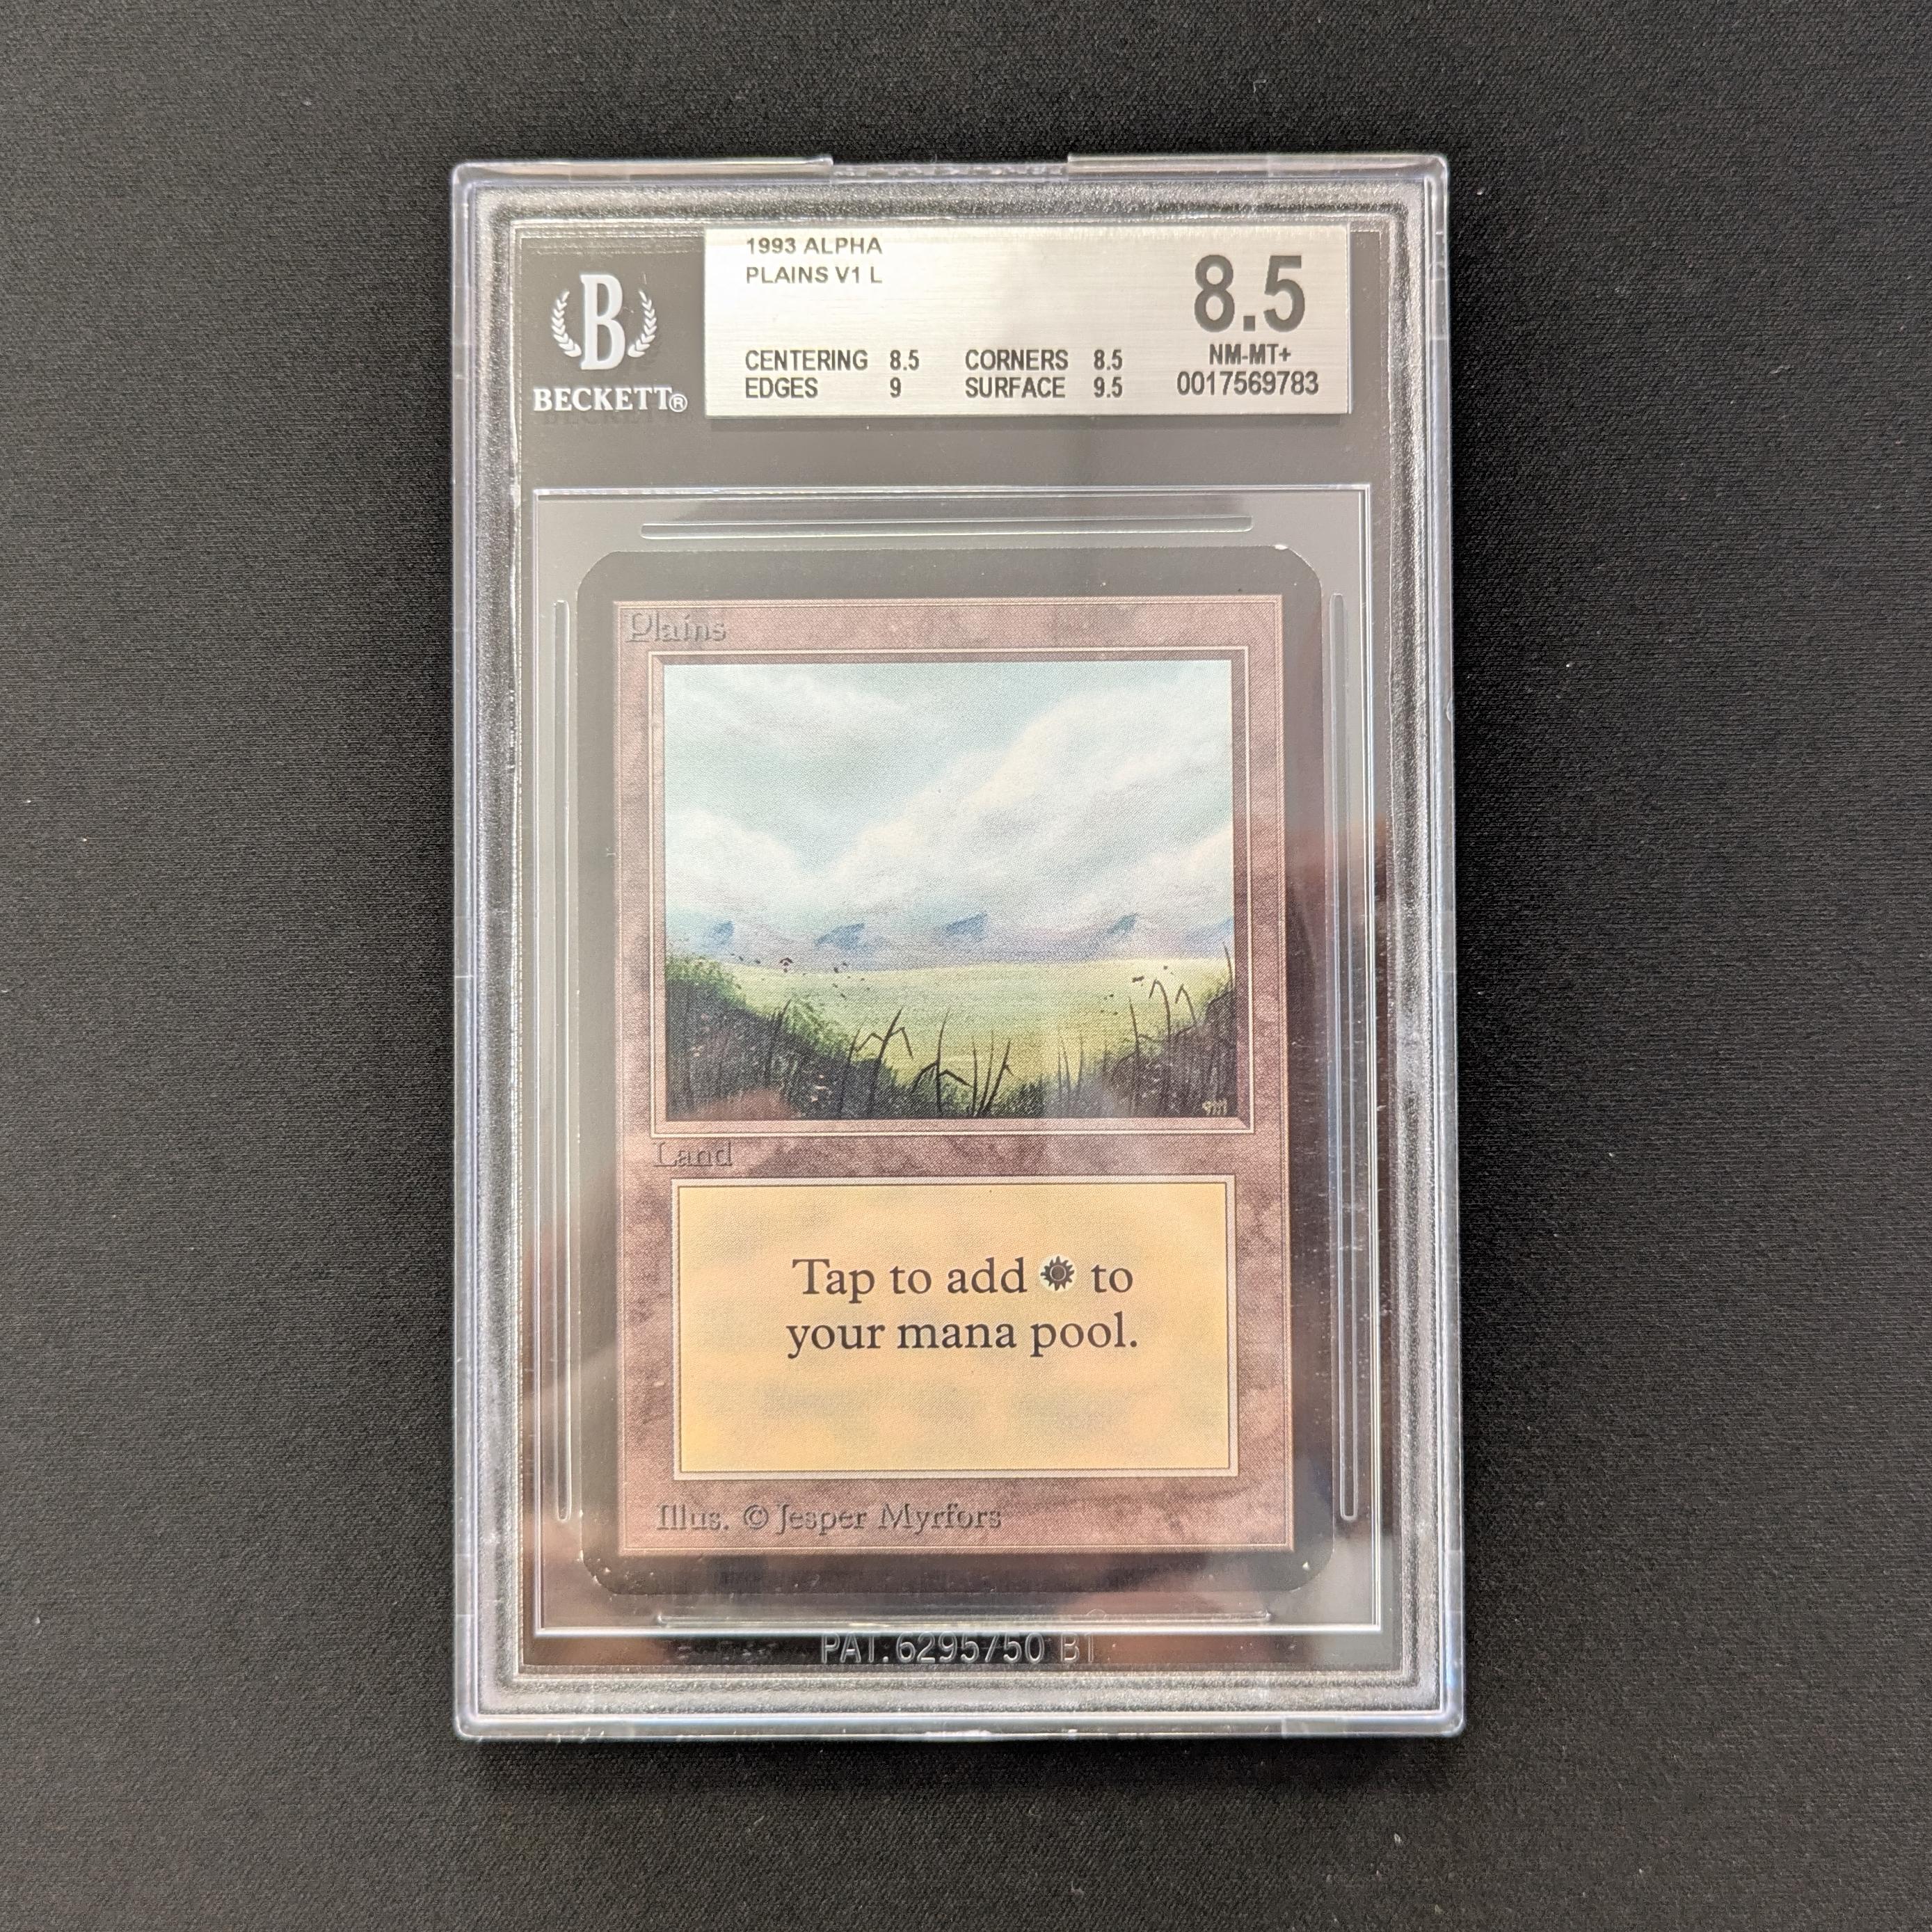 1993 ALPHA
PLAINS V1 L
8.5
B
BECKETT®
CENTERING 8.5 CORNERS 8.5 NM-MT+
EDGES 9 SURFACE 9.5 0017569783
Plains
JM
Land
Tap to add to
your mana pool.
Illus. © Jesper Myrfors
PAT.6295750 B1